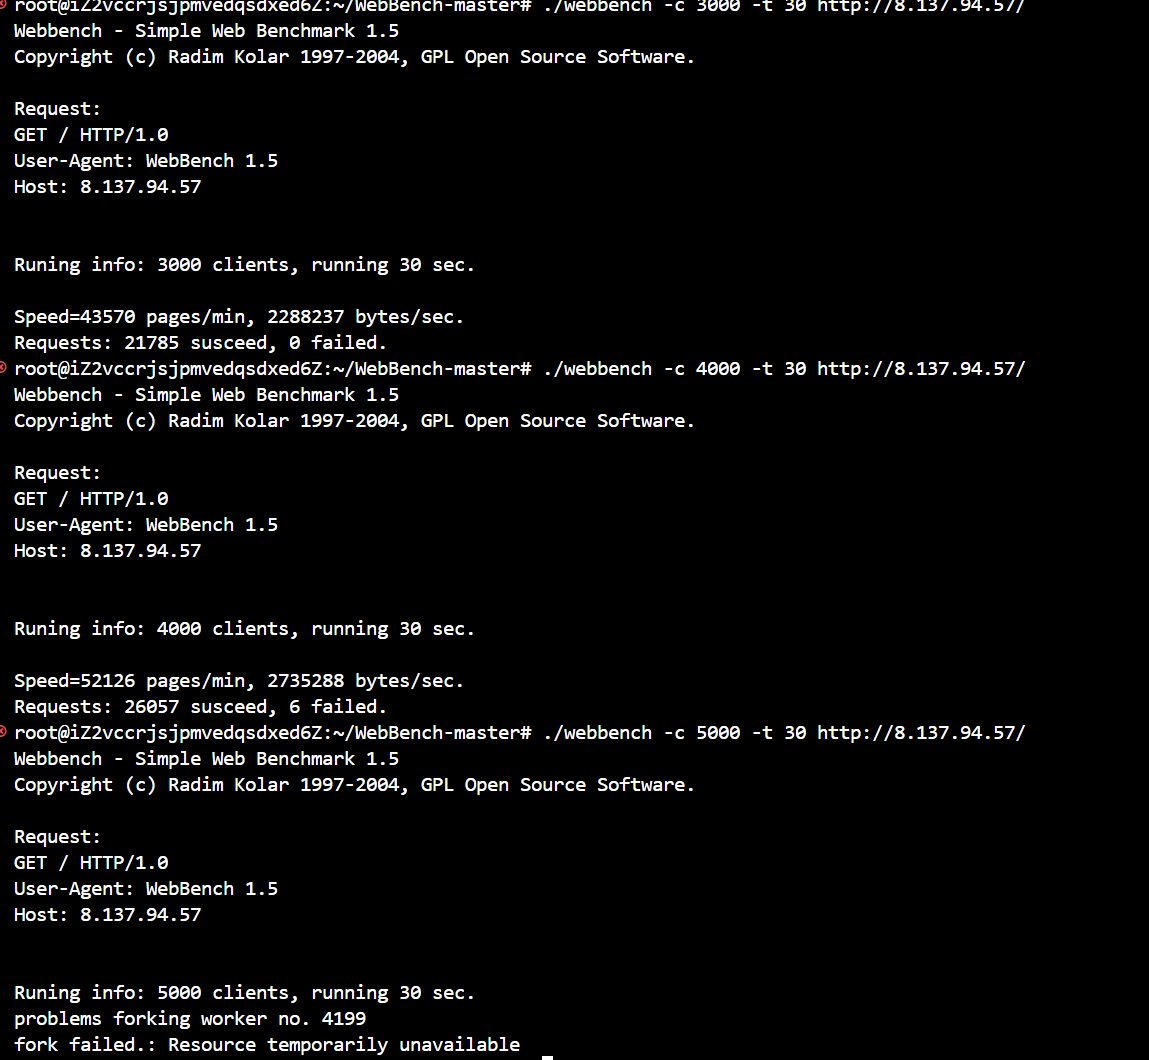 root@iZ2vccrjsjpmvedqsdxed6Z:~/WebBench-master# ./webbench -c 3000 -t 30 http://8.137.94.57/
Webbench - Simple Web Benchmark 1.5
Copyright (c) Radim Kolar 1997-2004, GPL Open Source Software.
Request:
GET / HTTP/1.0
User-Agent: WebBench 1.5
Host: 8.137.94.57
Runing info: 3000 clients, running 30 sec.
Speed=43570 pages/min, 2288237 bytes/sec.
Requests: 21785 susceed, 0 failed.
root@iZ2vccrjsjpmvedqsdxed6Z:~/WebBench-master# ./webbench -c 4000 -t 30 http://8.137.94.57/
Webbench - Simple Web Benchmark 1.5
Copyright (c) Radim Kolar 1997-2004, GPL Open Source Software.
Request:
GET / HTTP/1.0
User-Agent: WebBench 1.5
Host: 8.137.94.57
Runing info: 4000 clients, running 30 sec.
Speed=52126 pages/min, 2735288 bytes/sec.
Requests: 26057 susceed, 6 failed.
root@iZ2vccrjsjpmvedqsdxed6Z:~/WebBench-master# ./webbench -c 5000 -t 30 http://8.137.94.57/
Webbench - Simple Web Benchmark 1.5
Copyright (c) Radim Kolar 1997-2004, GPL Open Source Software.
Request:
GET / HTTP/1.0
User-Agent: WebBench 1.5
Host: 8.137.94.57
Runing info: 5000 clients, running 30 sec.
problems forking worker no. 4199
fork failed.: Resource temporarily unavailable